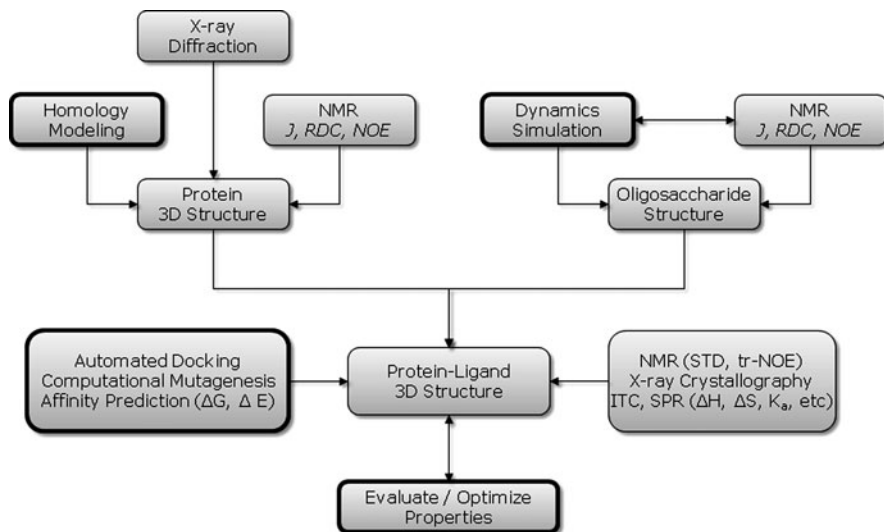 X-ray
Diffraction
Homology
Modeling
NMR
J, RDC, NOE
Dynamics
Simulation
NMR
J, RDC, NOE
Protein
3D Structure
Oligosaccharide
Structure
Automated Docking
Computational Mutagenesis
Affinity Prediction (ΔG, Δ E)
Protein-Ligand
3D Structure
NMR (STD, tr-NOE)
X-ray Crystallography
ITC, SPR (ΔH, ΔS, Kₐ, etc)
Evaluate / Optimize
Properties